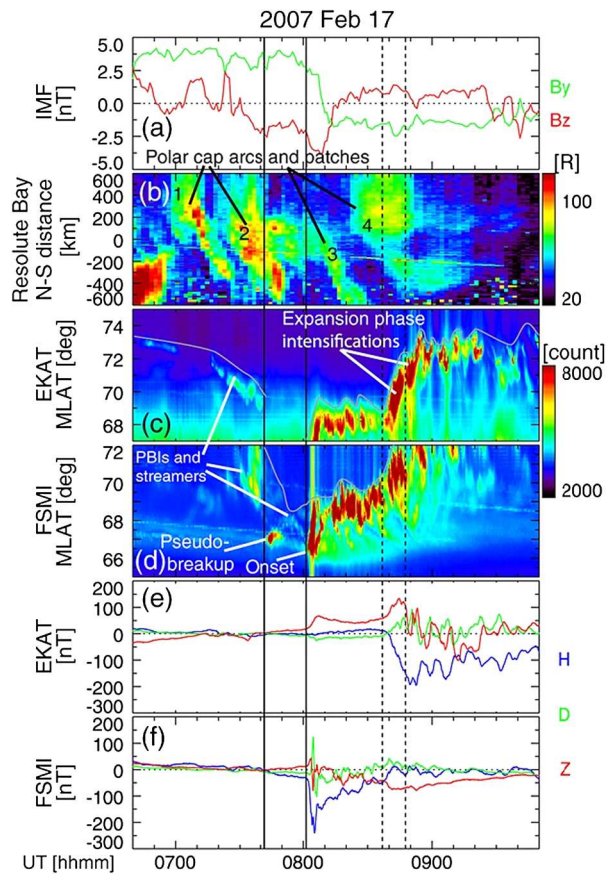 2007 Feb 17
5.0
2.5
0.0
2.5
5.0
IMF
[nT]
(a)
By
Bz
Polar cap arcs and patches
[R]
(b)
600
400
200
0
-200
-400
-600
Resolute Bay
N-S distance
km
1
2
3
4
100
20
74
72
70
68
EKAT
MLAT [deg]
Expansion phase
intensifications
(c)
[count]
8000
2000
72
70
68
66
FSMI
MLAT [deg]
PBIs and
streamers
Pseudo-
breakup
Onset
(d)
200
100
0
-100
-200
-300
EKAT
[nT]
(e)
H
D
Z
200
100
0
-100
-200
-300
FSMI
[nT]
(f)
UT [hhmm]
0700
0800
0900